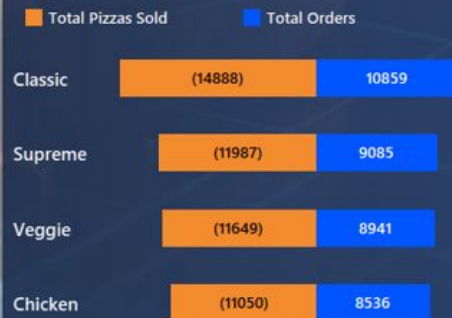 Total Pizzas Sold Total Orders
Classic (14888) 10859
Supreme (11987) 9085
Veggie (11649) 8941
Chicken (11050) 8536